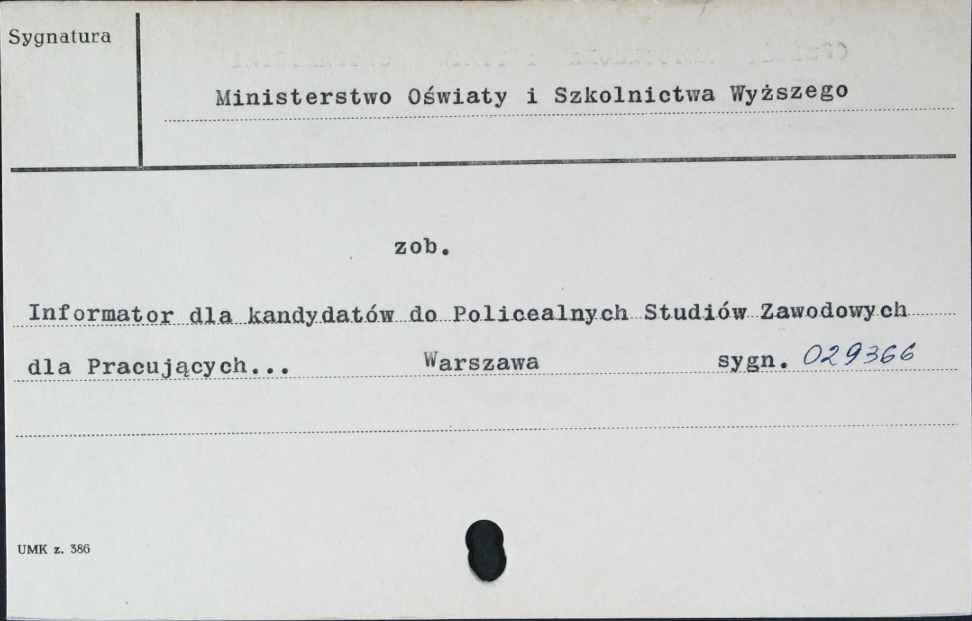 Sygnatura
Ministerstwo Oświaty i Szkolnictwa Wyższego
zob.
Informator dla kandydatów do Policealnych Studiów Zawodowych
dla Pracujących... Warszawa sygn. 029366
UMK z. 386